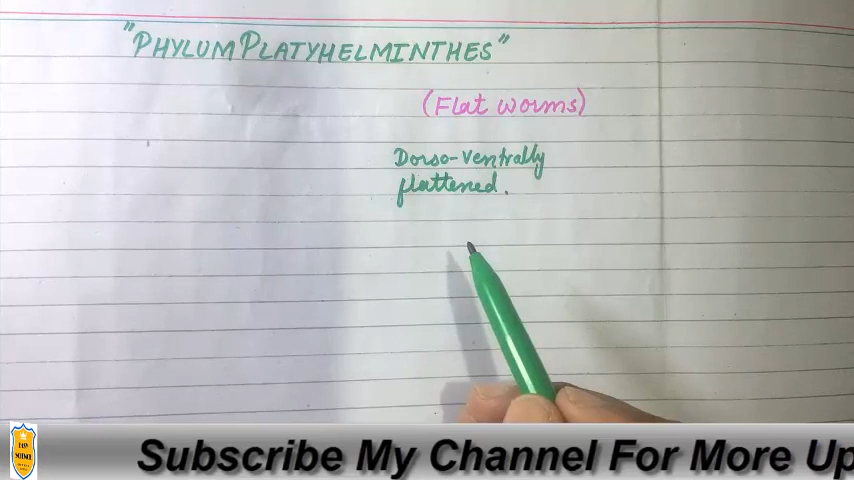 "PHYLUM PLATYHELMINTHES"
(Flat worms)
Dorso-ventrally
flattened.
Subscribe My Channel For More Up